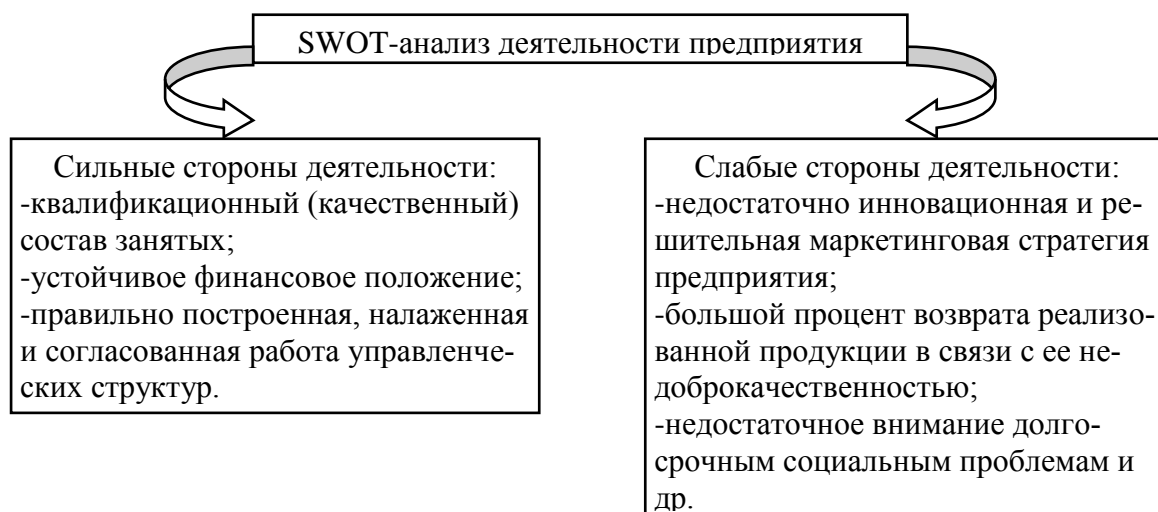 SWOT-анализ деятельности предприятия
Сильные стороны деятельности:
-квалификационный (качественный)
состав занятых;
-устойчивое финансовое положение;
-правильно построенная, налаженная
и согласованная работа управленче-
ских структур.
Слабые стороны деятельности:
-недостаточно инновационная и ре-
шительная маркетинговая стратегия
предприятия;
-большой процент возврата реализо-
ванной продукции в связи с ее не-
доброкачественностью;
-недостаточное внимание долго-
срочным социальным проблемам и
др.